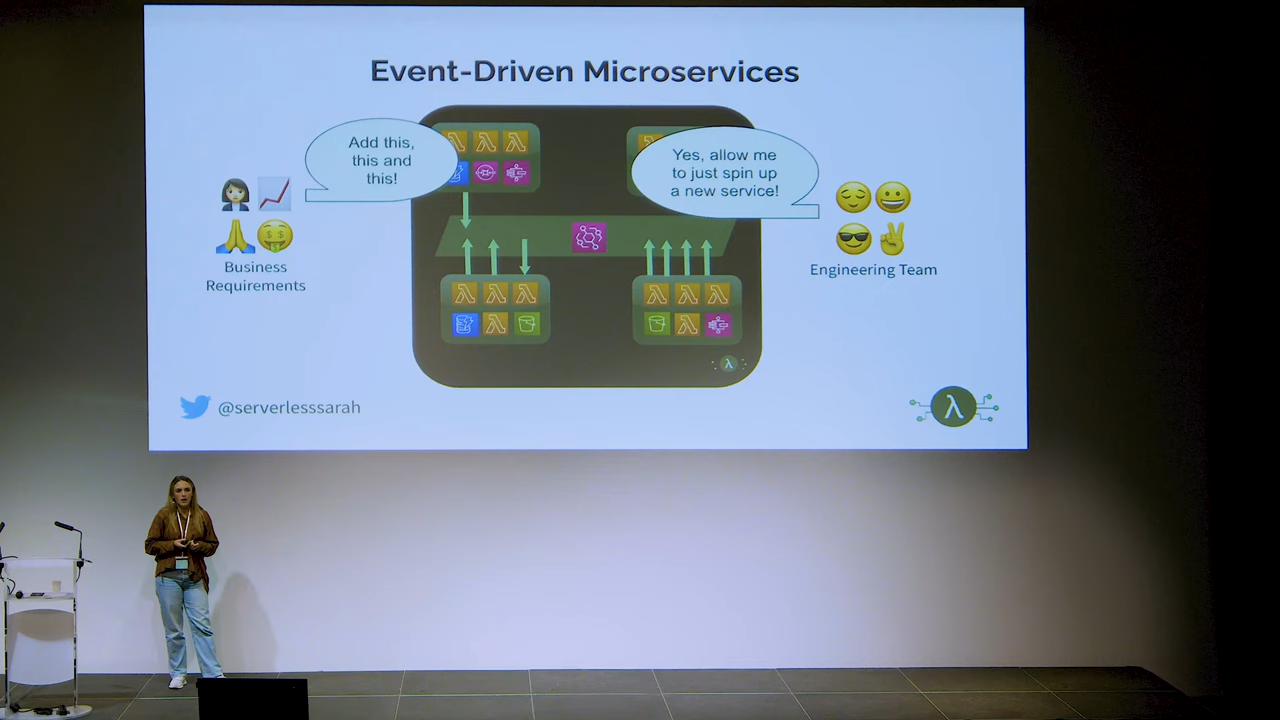 Event-Driven Microservices
Add this,
this and
this!
Yes, allow me
to just spin up
a new service!
Business
Requirements
Engineering Team
@serverlesssarah